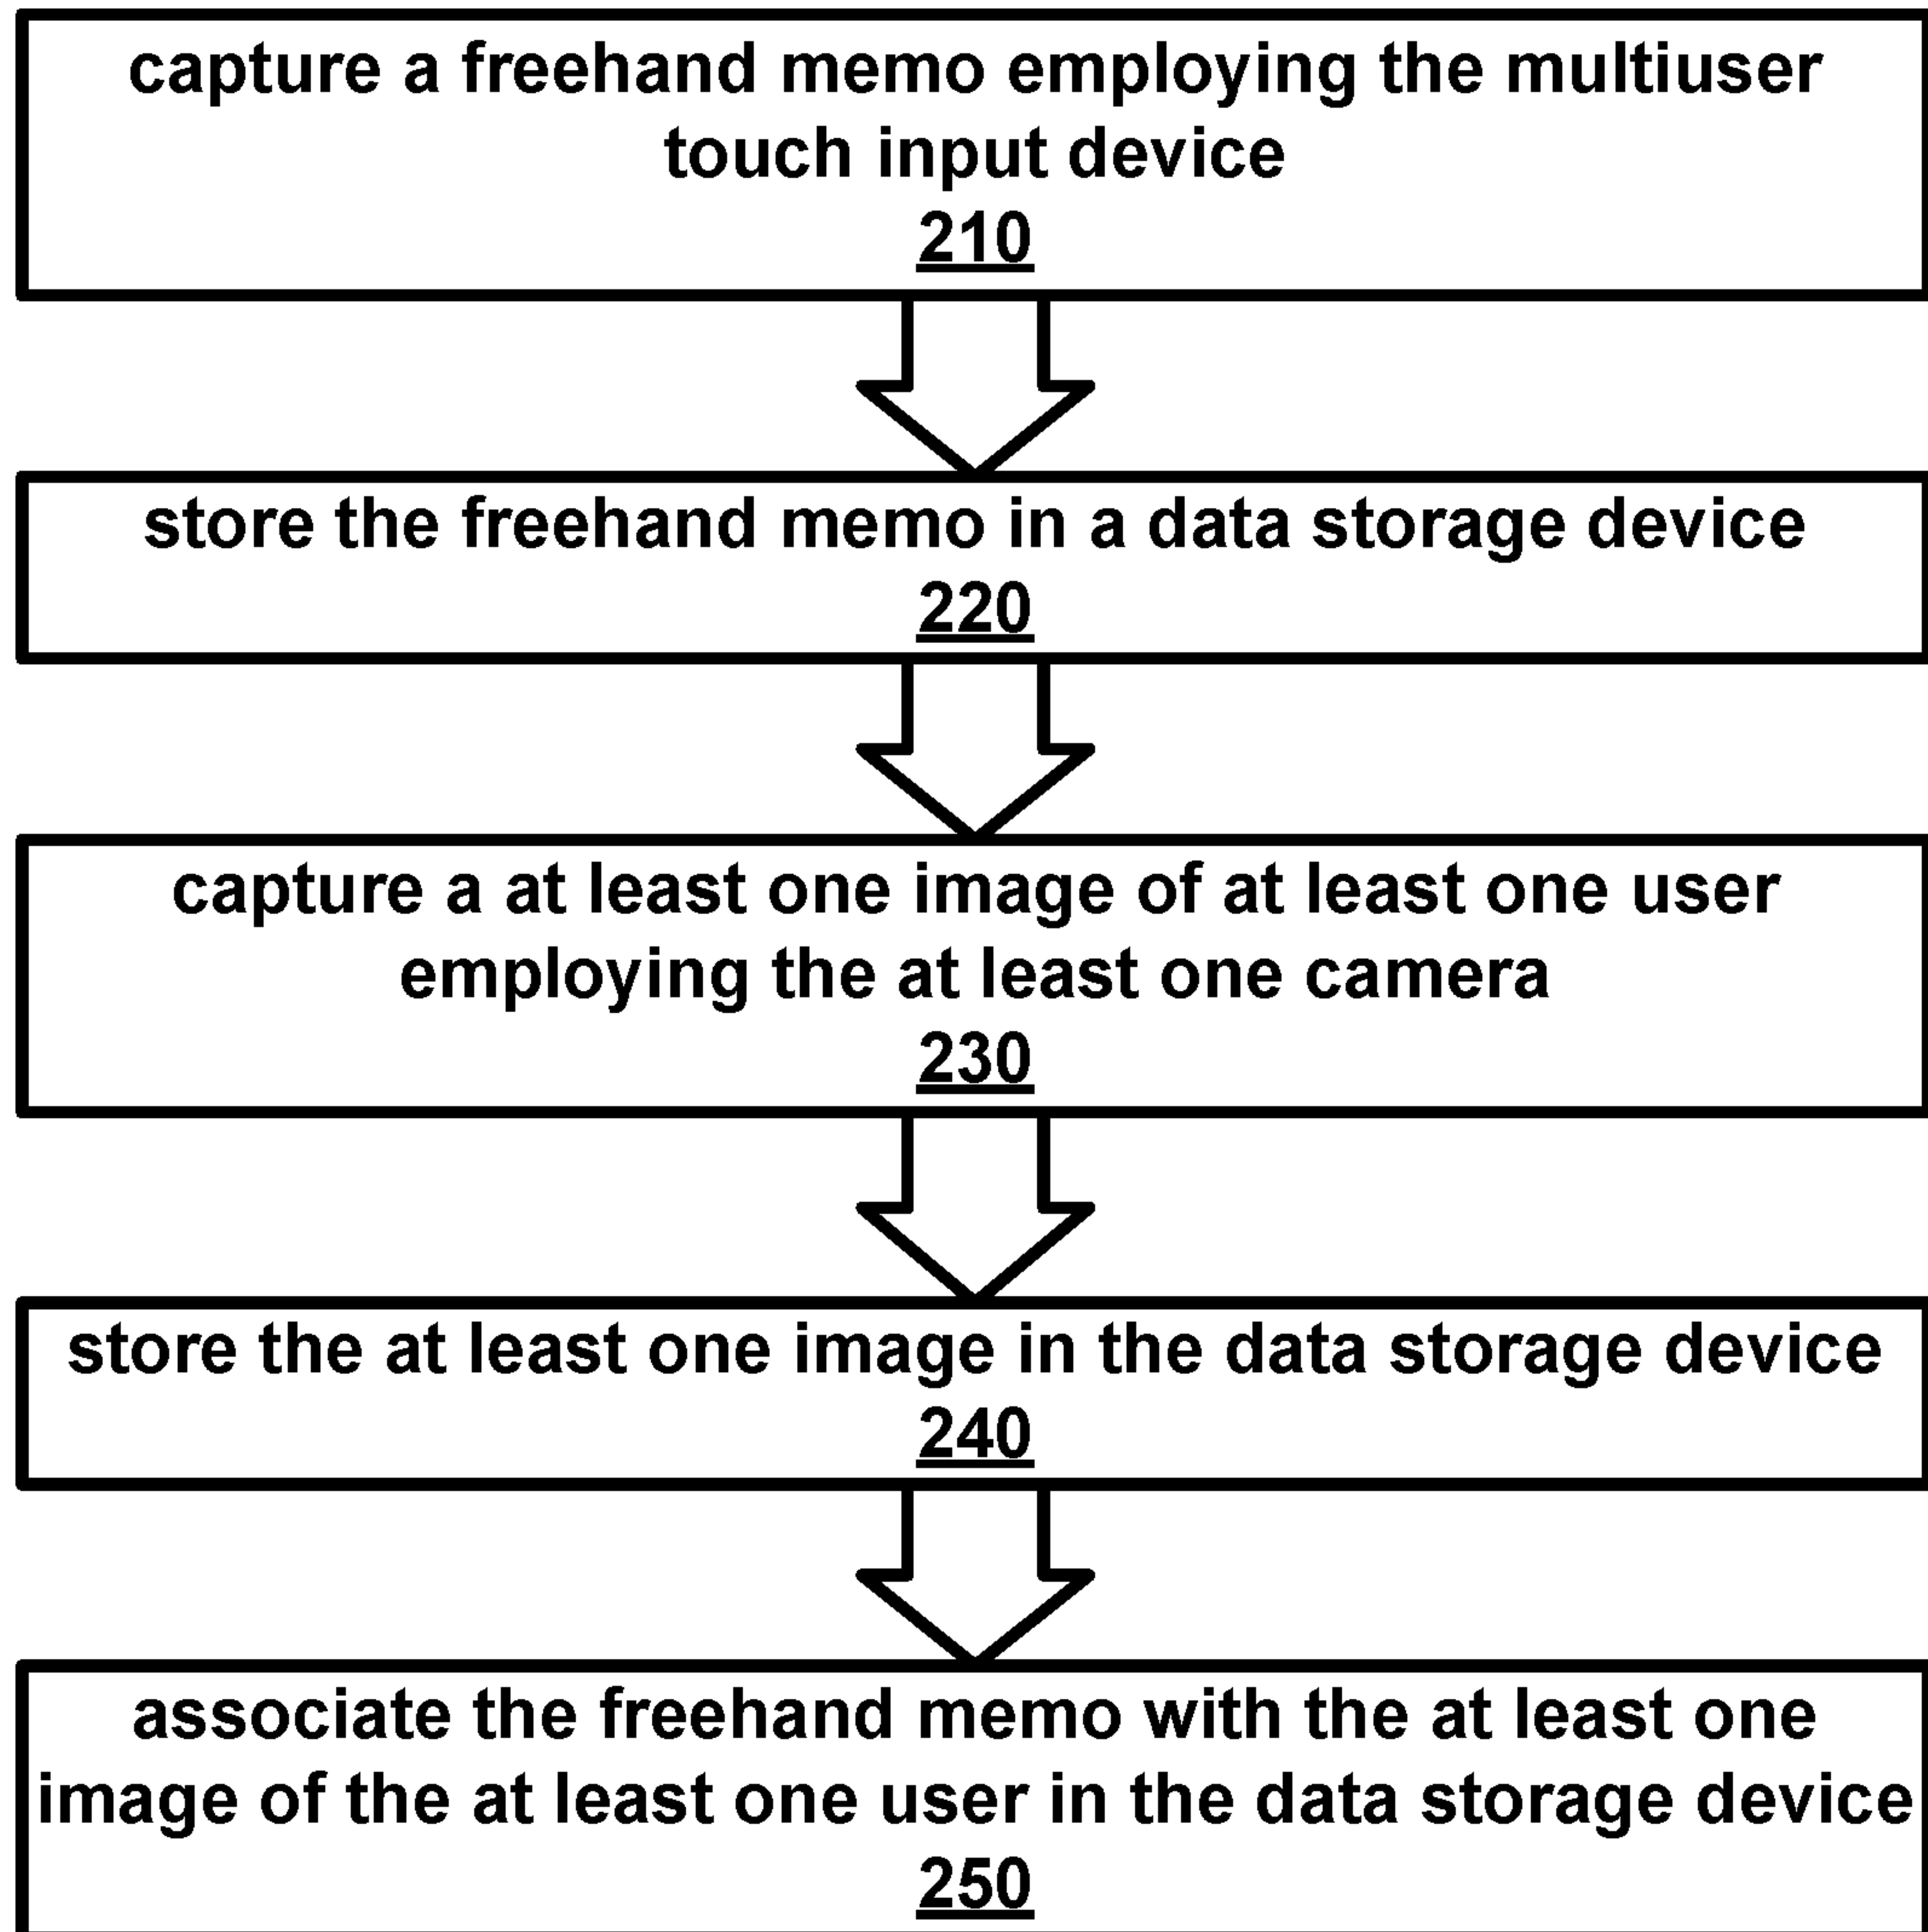 capture a freehand memo employing the multiuser
touch input device
210
store the freehand memo in a data storage device
220
capture a at least one image of at least one user
employing the at least one camera
230
store the at least one image in the data storage device
240
associate the freehand memo with the at least one
image of the at least one user in the data storage device
250